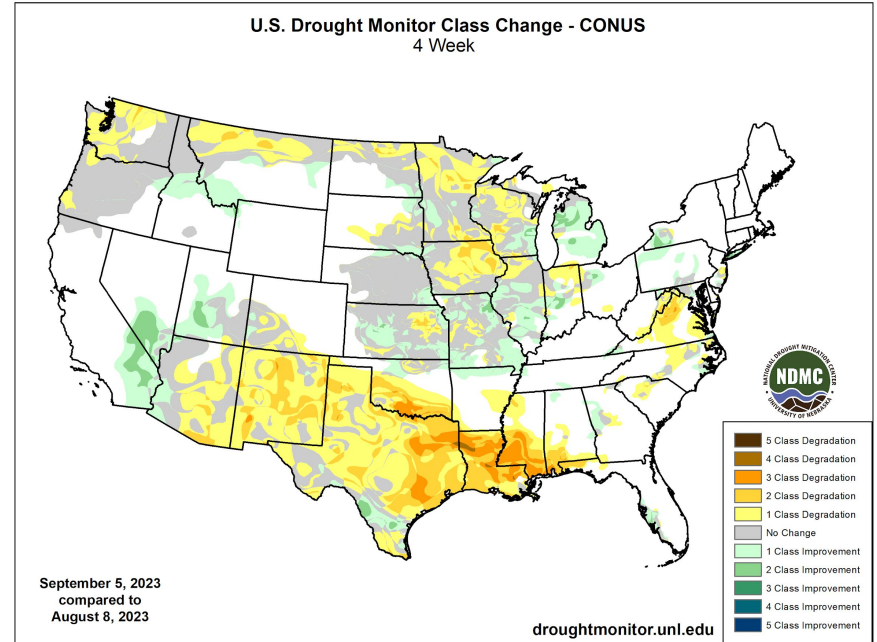 U.S. Drought Monitor Class Change - CONUS
4 Week
NATIONAL DROUGHT MITIGATION CENTER
NDMC
UNIVERSITY OF NEBRASKA
5 Class Degradation
4 Class Degradation
3 Class Degradation
2 Class Degradation
1 Class Degradation
No Change
1 Class Improvement
2 Class Improvement
3 Class Improvement
4 Class Improvement
5 Class Improvement
September 5, 2023
compared to
August 8, 2023
droughtmonitor.unl.edu